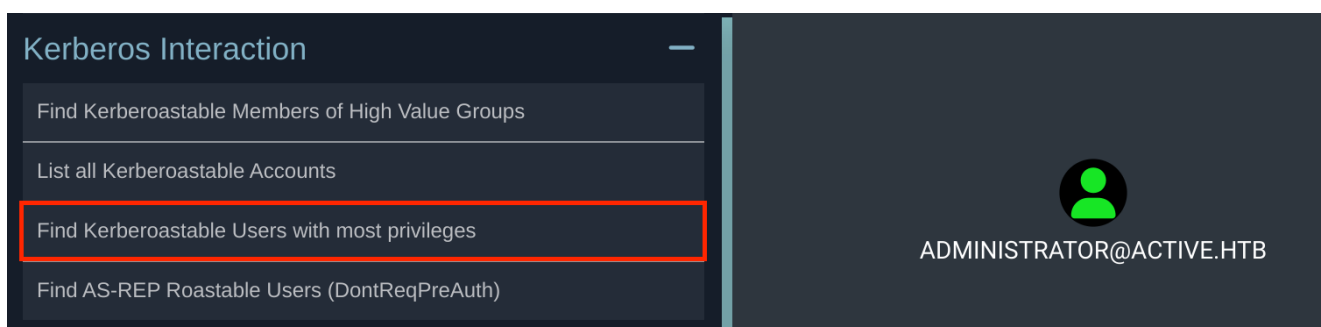 Kerberos Interaction
Find Kerberoastable Members of High Value Groups
List all Kerberoastable Accounts
Find Kerberoastable Users with most privileges
Find AS-REP Roastable Users (DontReqPreAuth)
ADMINISTRATOR@ACTIVE.HTB